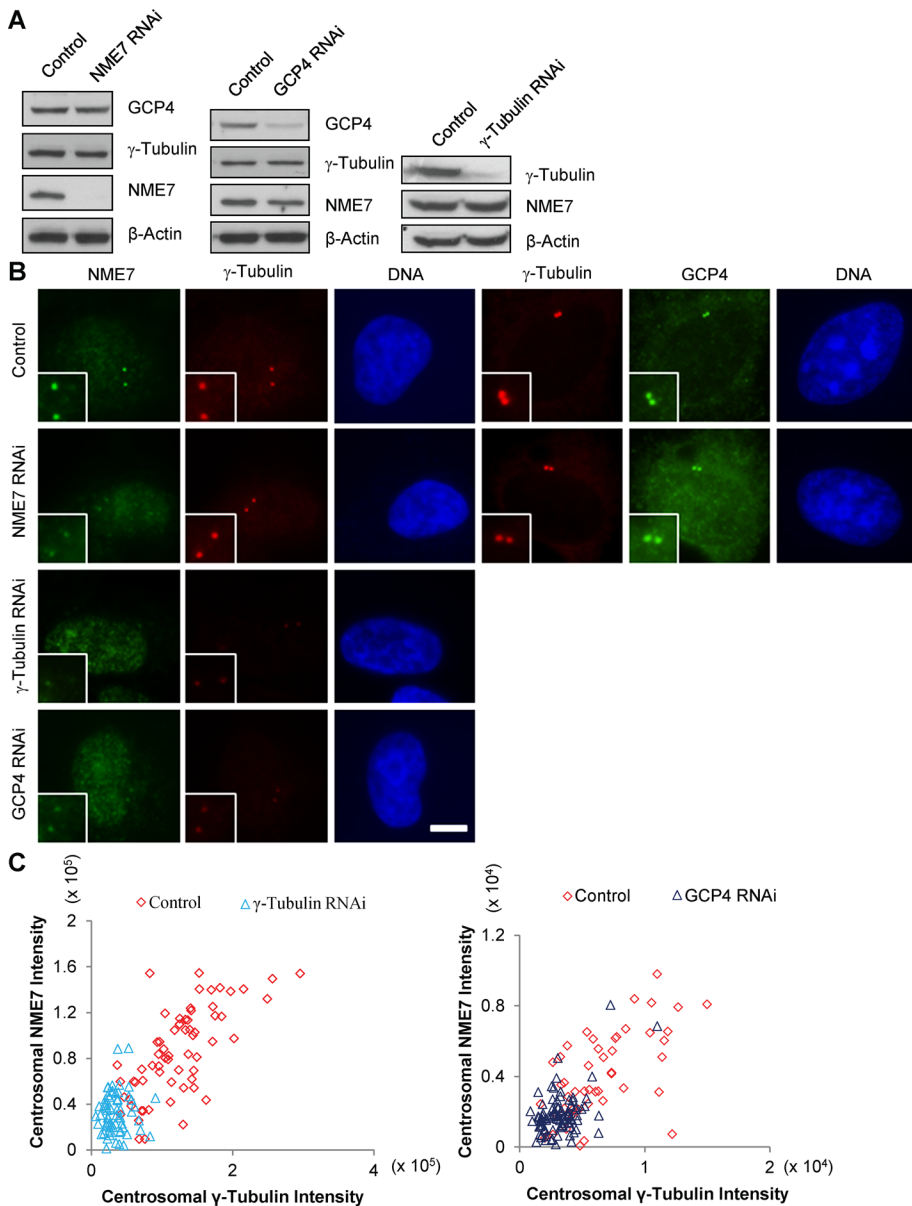 A
Control
NME7 RNAi
GCP4
γ-Tubulin
NME7
β-Actin
Control
GCP4 RNAi
GCP4
γ-Tubulin
NME7
β-Actin
Control
γ-Tubulin RNAi
γ-Tubulin
NME7
β-Actin
B
NME7 γ-Tubulin DNA γ-Tubulin GCP4 DNA
Control
NME7 RNAi
γ-Tubulin RNAi
GCP4 RNAi
C
(x 10⁵)
Control γ-Tubulin RNAi
Centrosomal NME7 Intensity
2
1.6
1.2
0.8
0.4
0
0 2 4 (x 10⁵)
Centrosomal γ-Tubulin Intensity
(x 10⁴)
Control GCP4 RNAi
Centrosomal NME7 Intensity
1.2
0.8
0.4
0
0 1 2 (x 10⁴)
Centrosomal γ-Tubulin Intensity